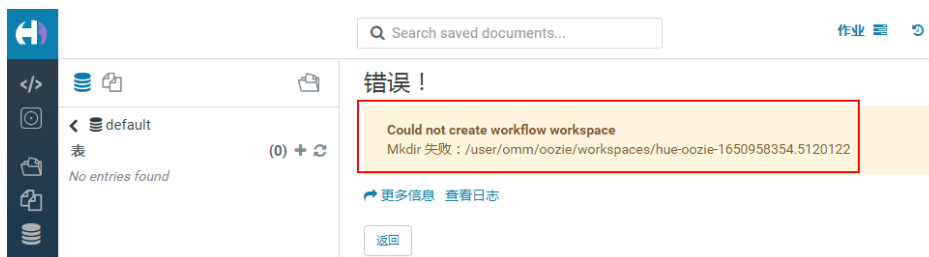 Search saved documents...
作业
default
表 (0)
No entries found
错误！
Could not create workflow workspace
Mkdir 失败：/user/omm/oozie/workspaces/hue-oozie-1650958354.5120122
更多信息 查看日志
返回